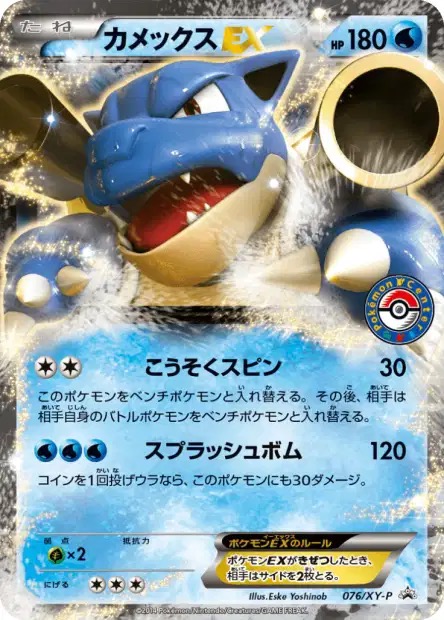 たね カメックスEX HP180
Pokémon Center
こうそくスピン 30
このポケモンをベンチポケモンと入れ替える。その後、相手は
相手自身のバトルポケモンをベンチポケモンと入れ替える。
スプラッシュボム 120
コインを1回投げウラなら、このポケモンにも30ダメージ。
弱点 抵抗力
×2
ポケモンEXのルール
ポケモンEXがきぜつしたとき、
相手はサイドを2枚とる。
にげる
Illus.Eske Yoshinob 076/XY-P
©2014 Pokémon/Nintendo/Creatures/GAME FREAK.